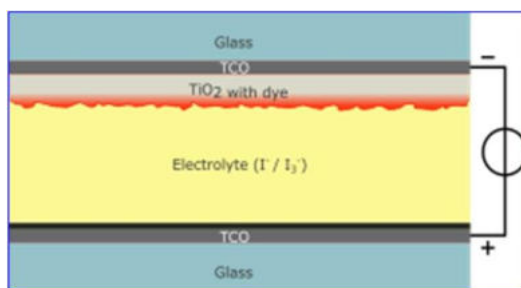 Glass
TCO
−
TiO₂ with dye
Electrolyte (I⁻/ I₃⁻)
TCO
+
Glass